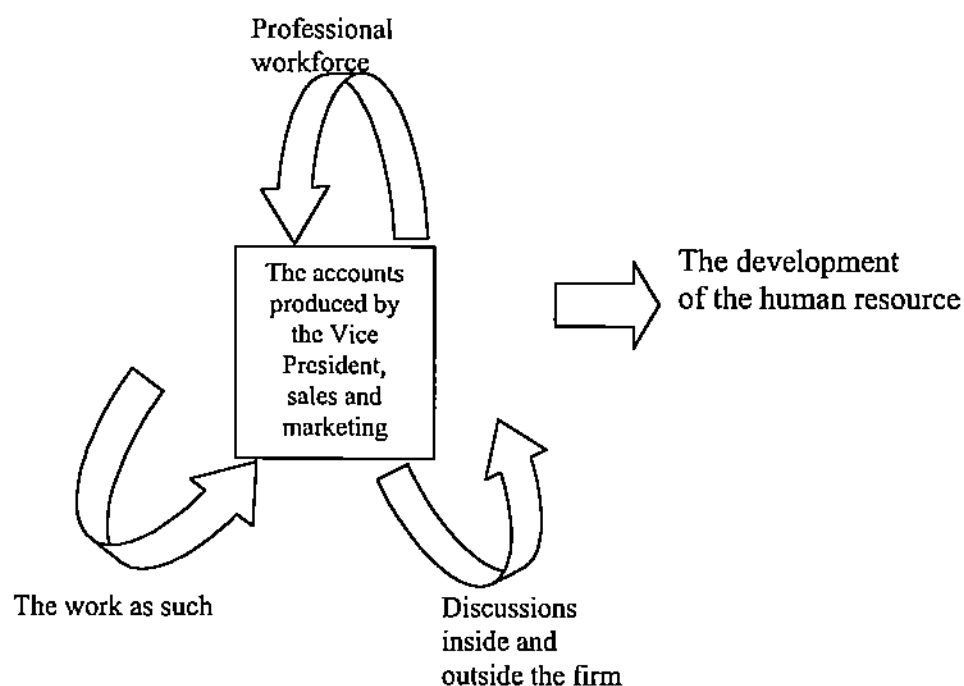 Professional
workforce
The accounts
produced by
the Vice
President,
sales and
marketing
The development
of the human resource
The work as such
Discussions
inside and
outside the firm